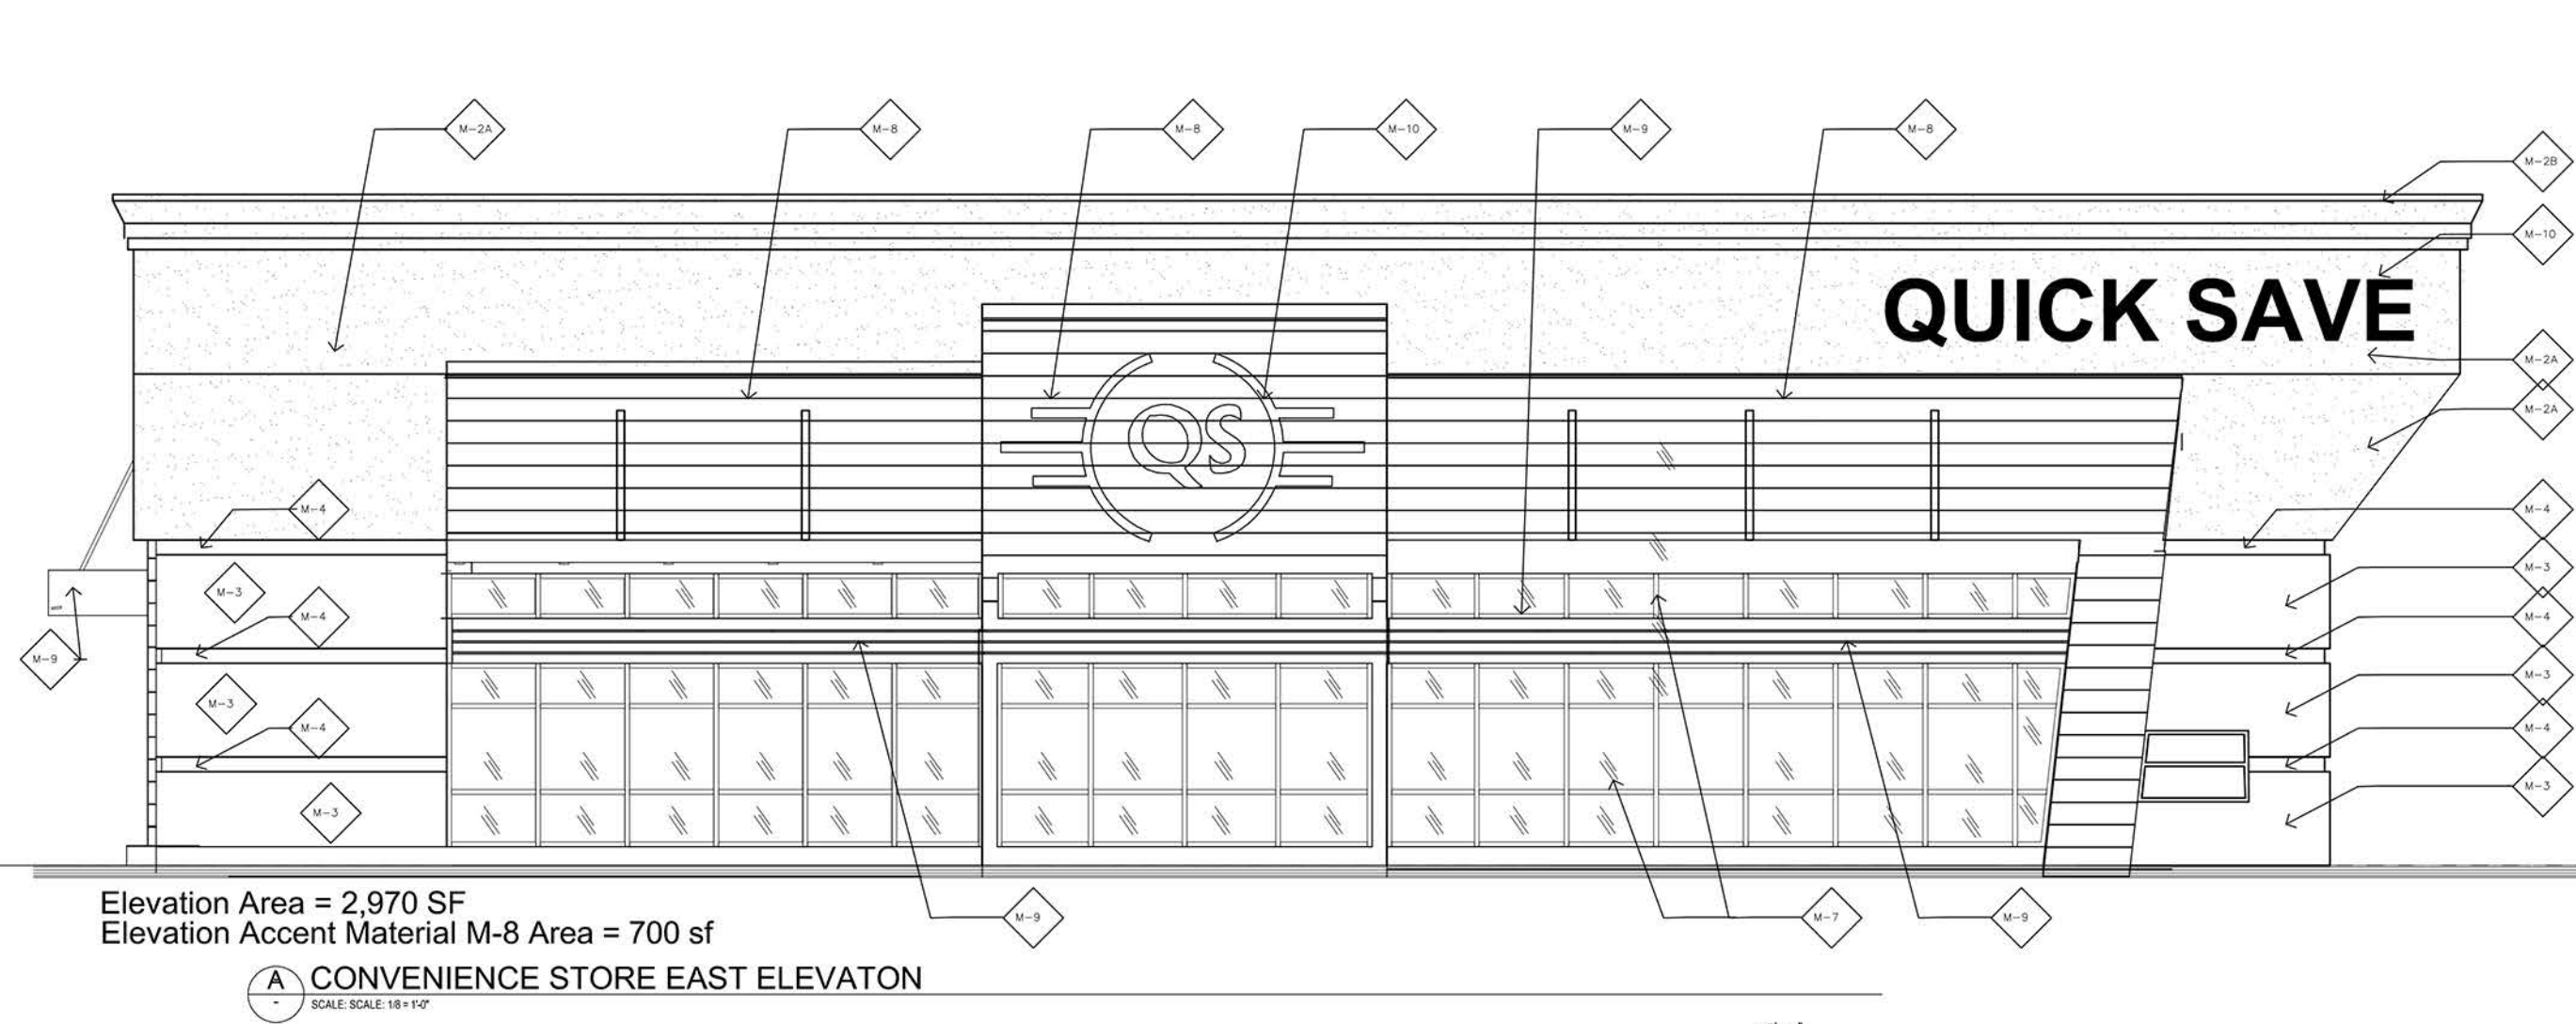 M-2A
M-8
M-8
M-10
M-9
M-8
M-2B
M-10
QUICK SAVE
M-2A
M-2A
QS
M-4
M-4
M-3
M-3
M-4
M-4
M-9
M-3
M-3
M-4
M-4
M-3
M-3
M-9
M-7
M-9
Elevation Area = 2,970 SF
Elevation Accent Material M-8 Area = 700 sf
A
CONVENIENCE STORE EAST ELEVATON
-
SCALE: SCALE: 1/8 = 1'-0"